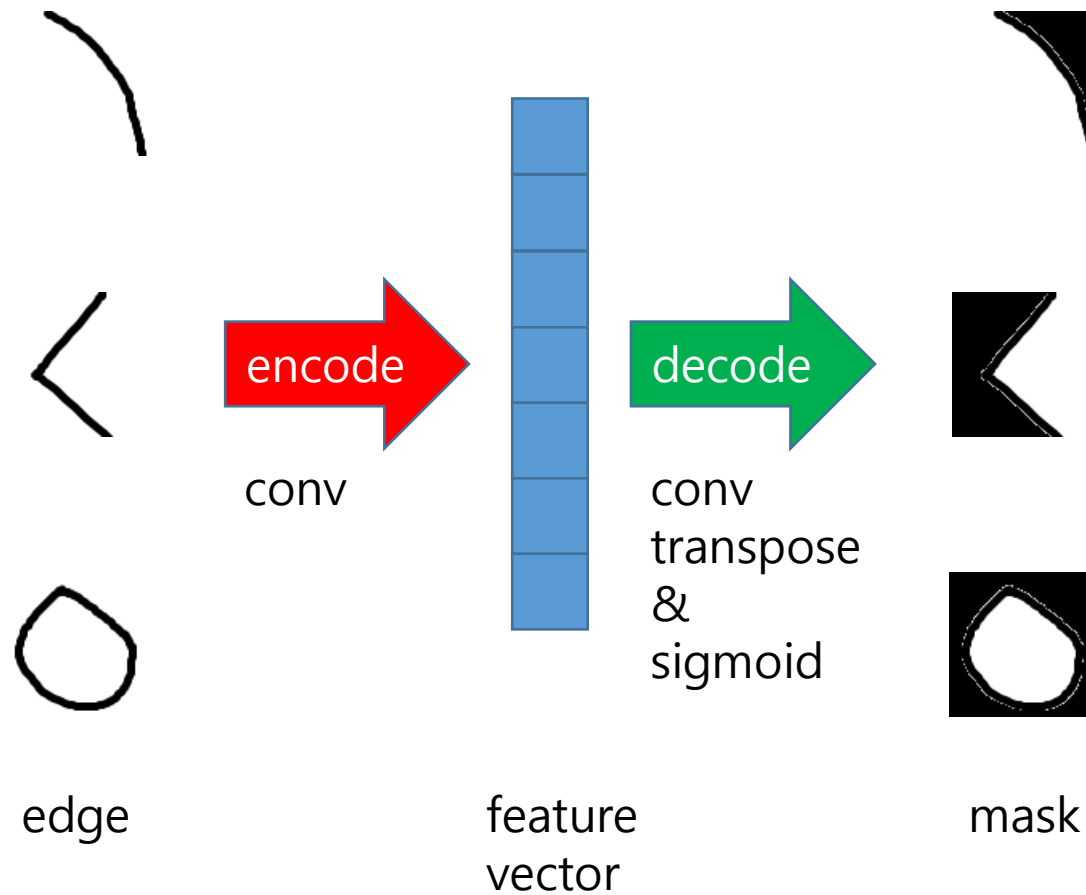 encode
decode
conv
conv
transpose
&
sigmoid
edge
feature
vector
mask